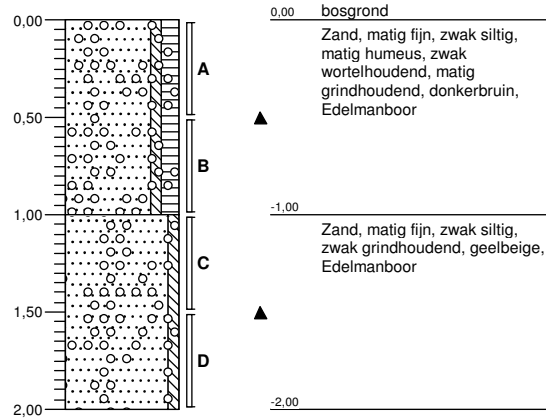 0,00
0,50
1,00
1,50
2,00
A
B
C
D
0,00 bosgrond
Zand, matig fijn, zwak siltig,
matig humeus, zwak
wortelhoudend, matig
grindhoudend, donkerbruin,
Edelmanboor
-1,00
Zand, matig fijn, zwak siltig,
zwak grindhoudend, geelbeige,
Edelmanboor
-2,00